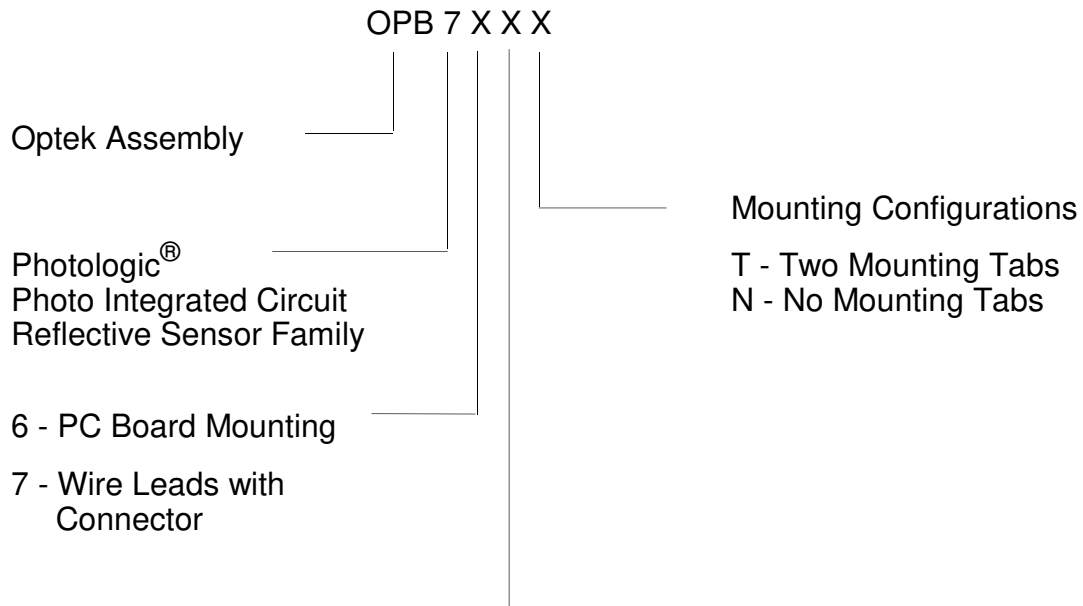 OPB 7 X X X
Optek Assembly
Photologic®
Photo Integrated Circuit
Reflective Sensor Family
6 - PC Board Mounting
7 - Wire Leads with
Connector
Mounting Configurations
T - Two Mounting Tabs
N - No Mounting Tabs